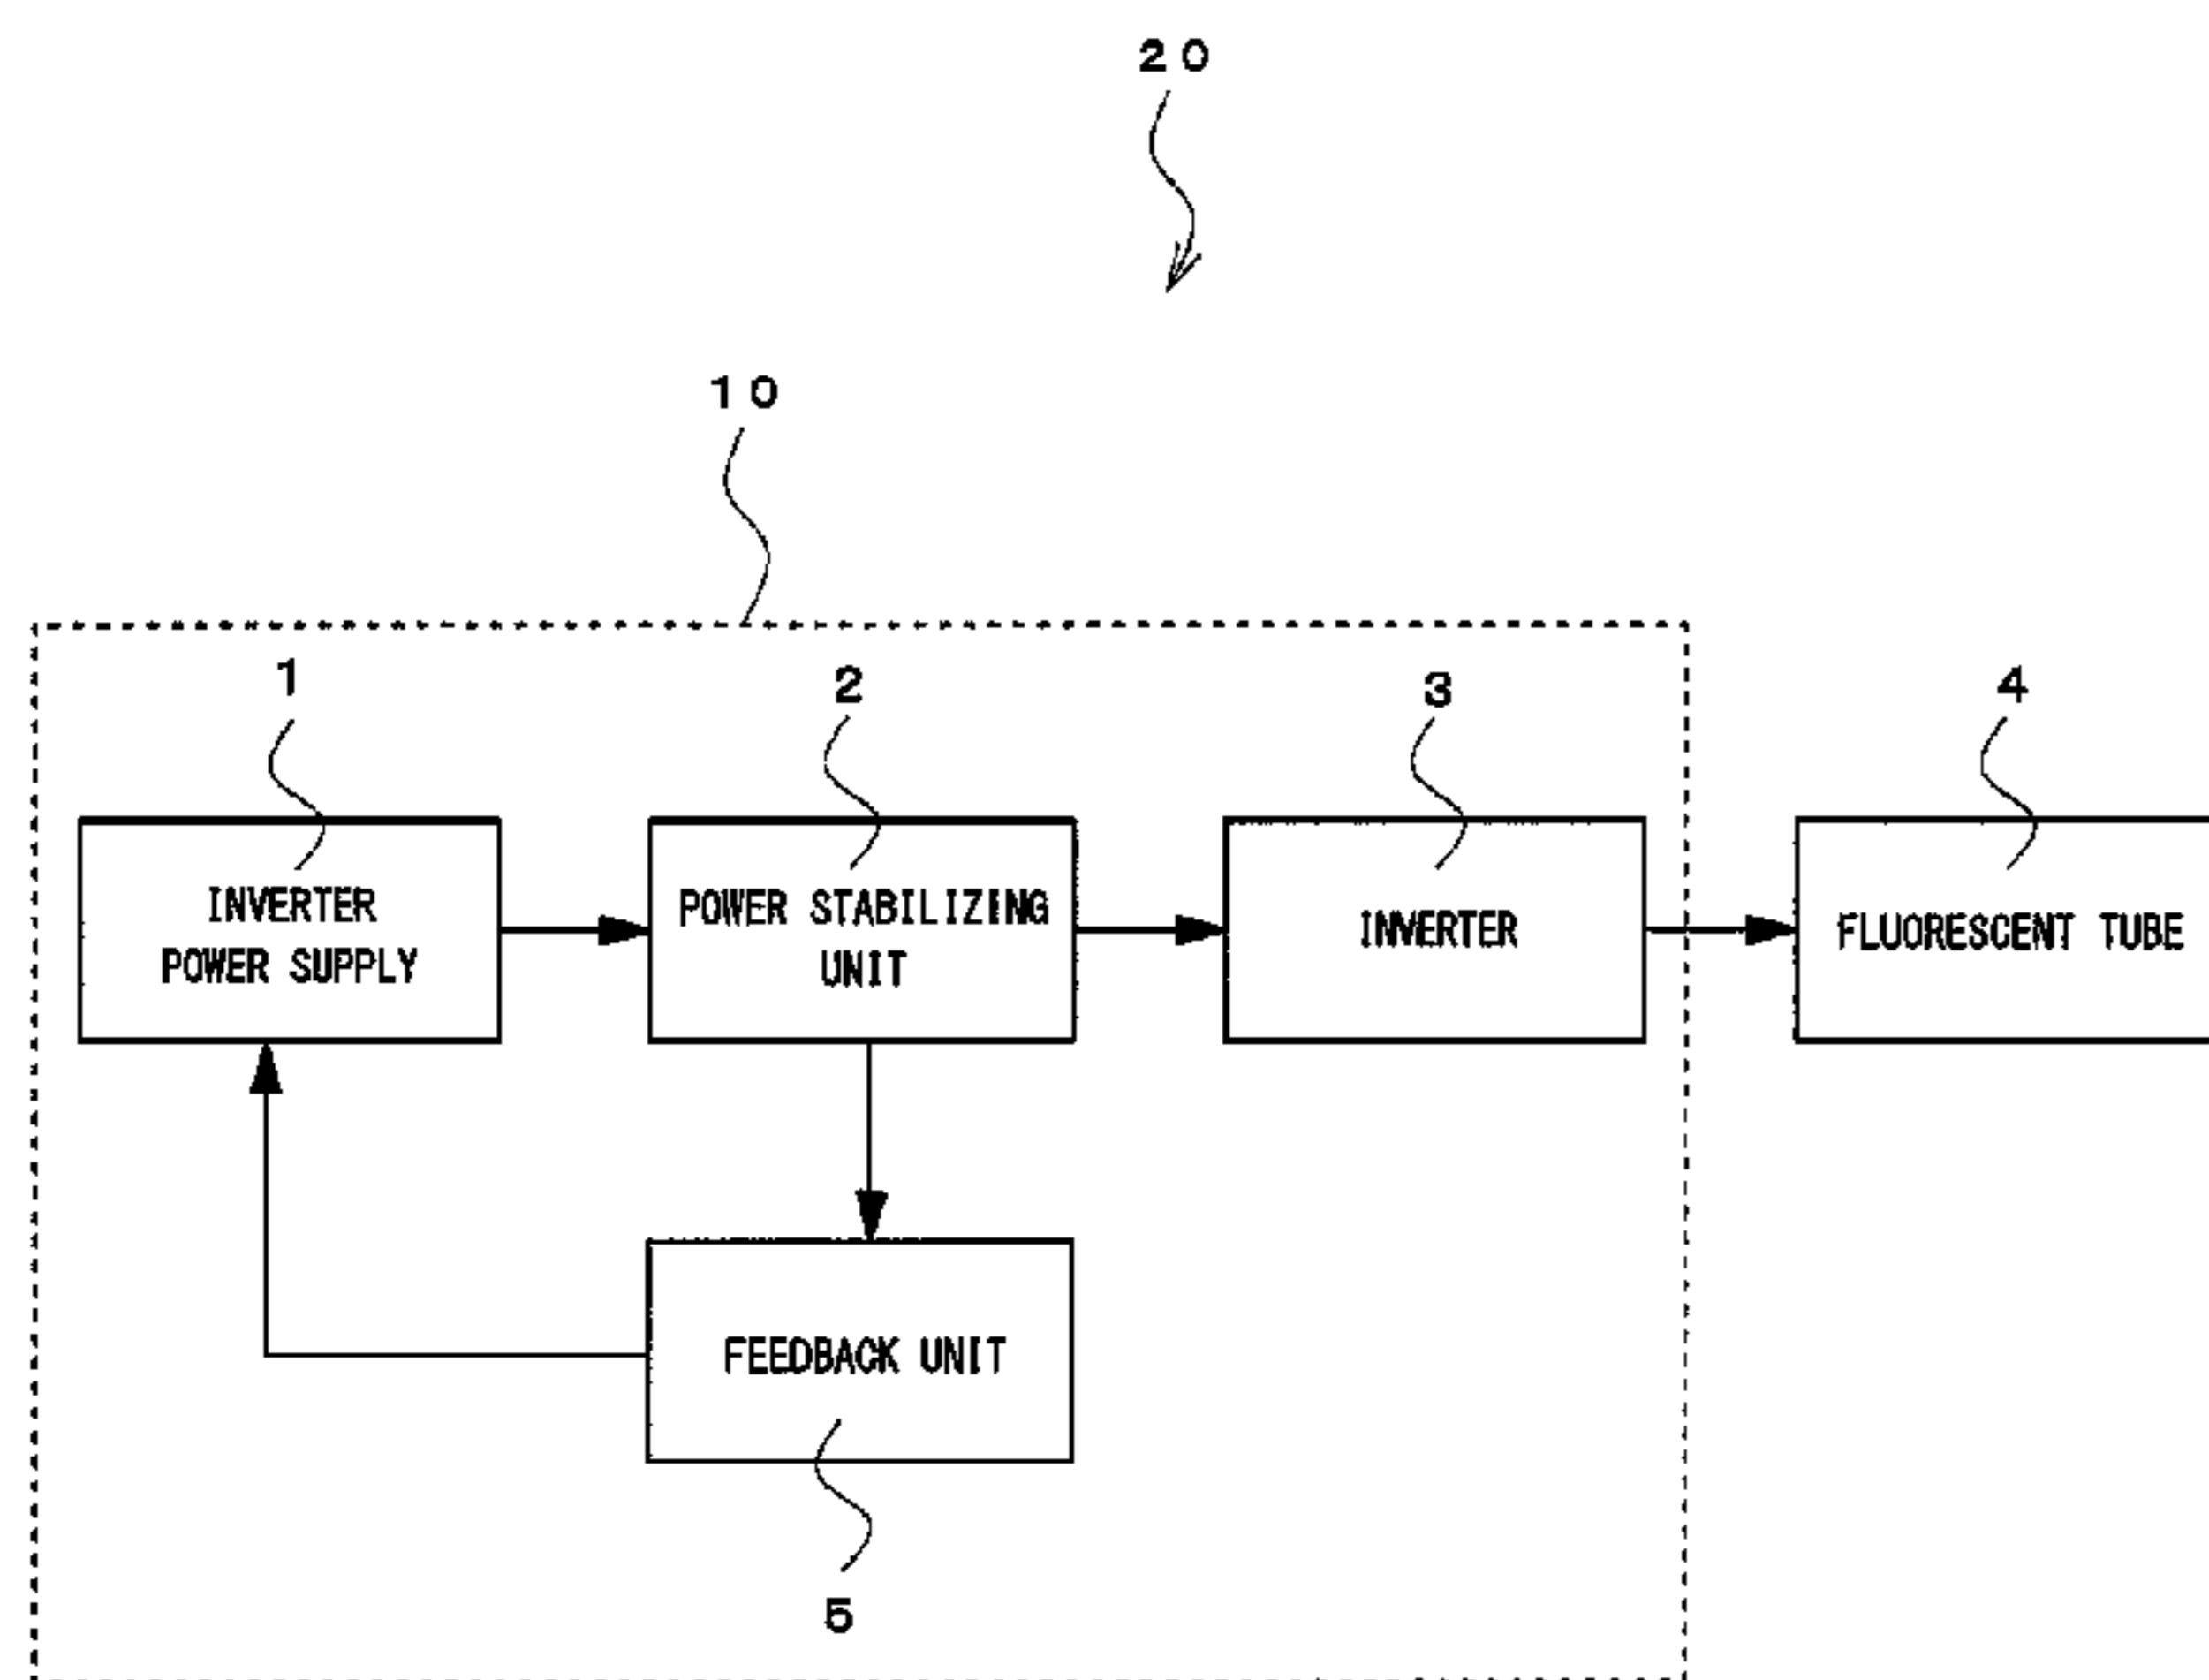 20
10
1
2
3
4
INVERTER
POWER SUPPLY
POWER STABILIZING
UNIT
INVERTER
FLUORESCENT TUBE
FEEDBACK UNIT
5